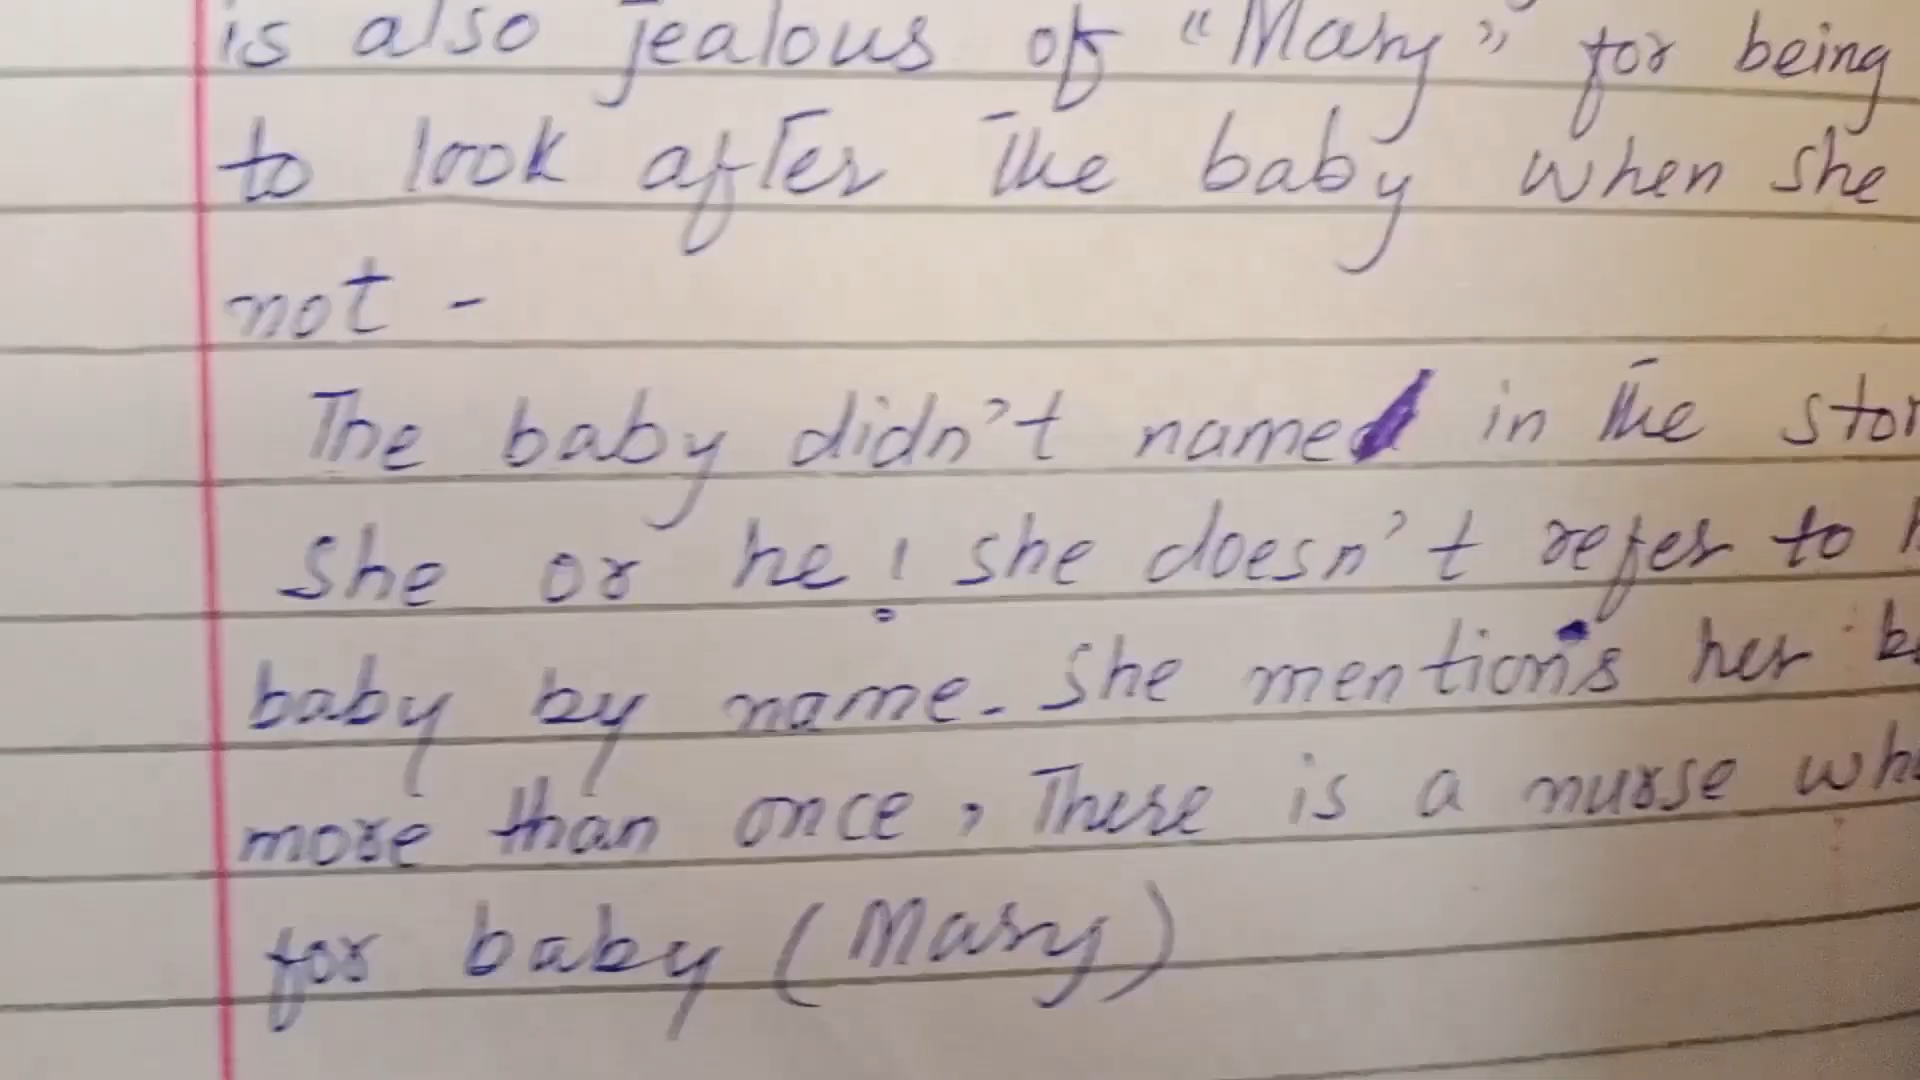 is also jealous of "Mary" for being
to look after the baby when she
not -
The baby didn't named in the
She or he! she doesn't refer to
baby by name. She mentions her
more than once, There is a nurse
for baby (Mary)